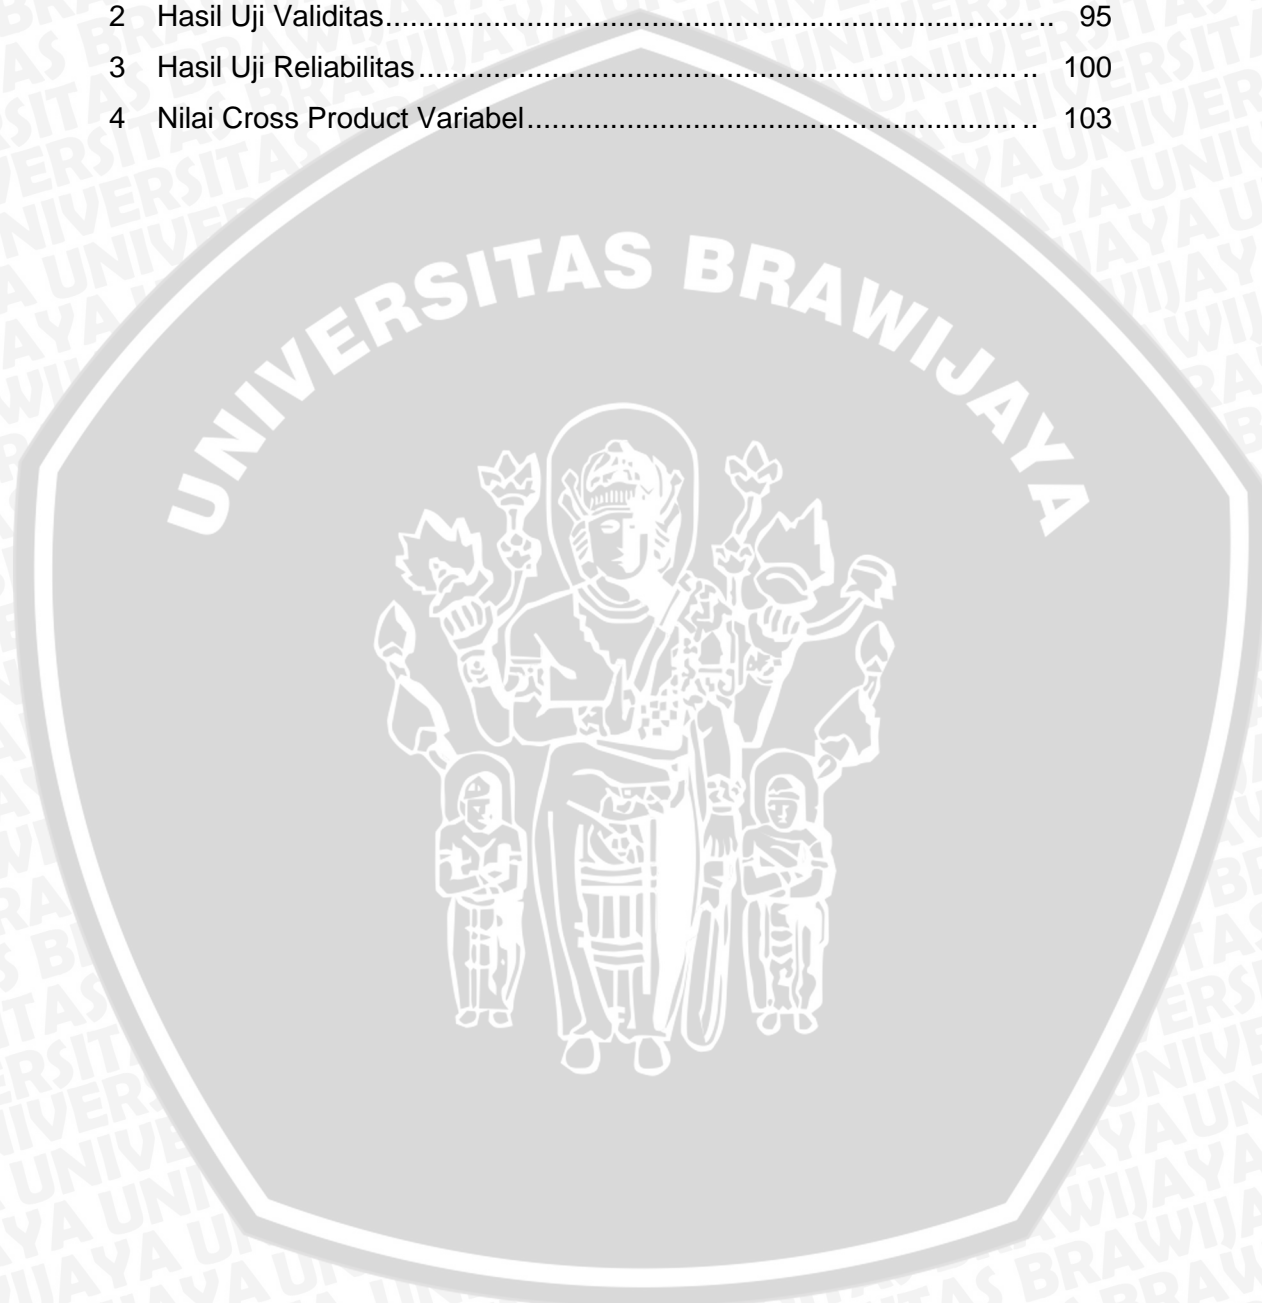 2 Hasil Uji Validitas........................................................................ .. 95
3 Hasil Uji Reliabilitas.................................................................... .. 100
4 Nilai Cross Product Variabel........................................................ .. 103
UNIVERSITAS BRAWIJAYA